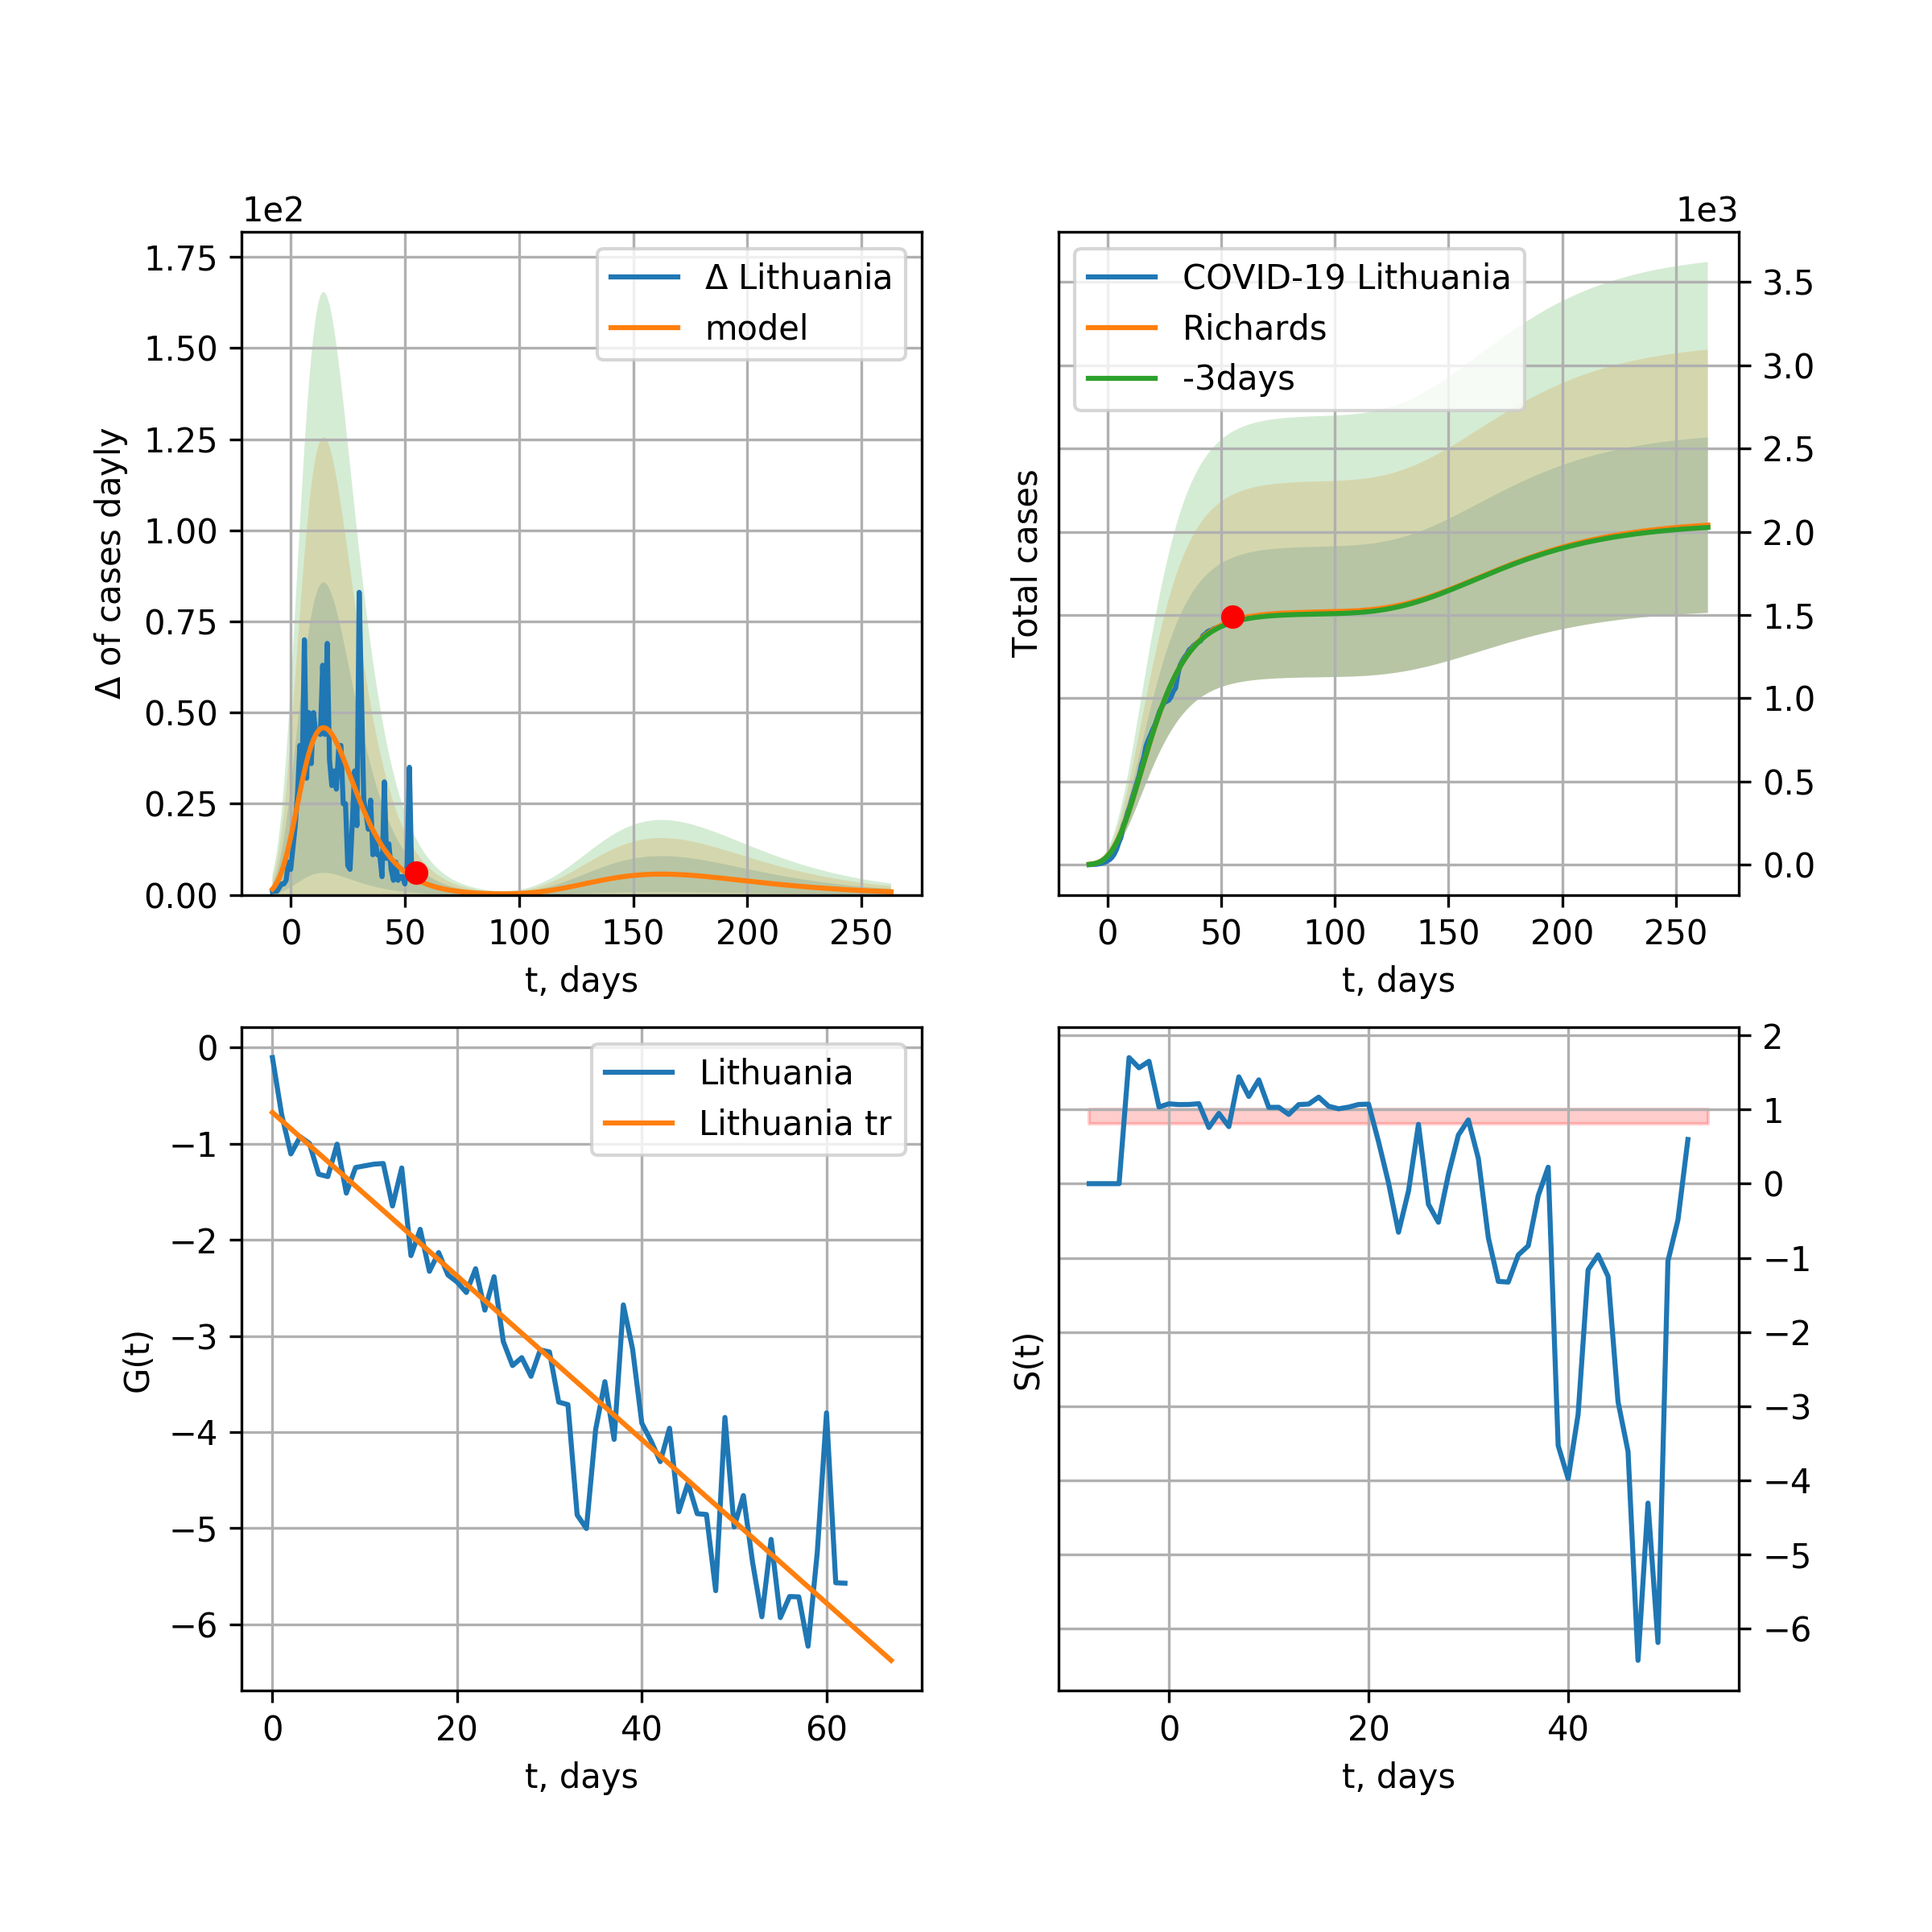 1e2
1.75
1.50
1.25
1.00
0.75
0.50
0.25
0.00
Δ of cases dayly
Δ Lithuania
model
0 50 100 150 200 250
t, days
1e3
COVID-19 Lithuania
Richards
-3days
Total cases
3.5
3.0
2.5
2.0
1.5
1.0
0.5
0.0
0 50 100 150 200 250
t, days
0
−1
−2
−3
−4
−5
−6
G(t)
Lithuania
Lithuania tr
0 20 40 60
t, days
S(t)
2
1
0
−1
−2
−3
−4
−5
−6
0 20 40
t, days